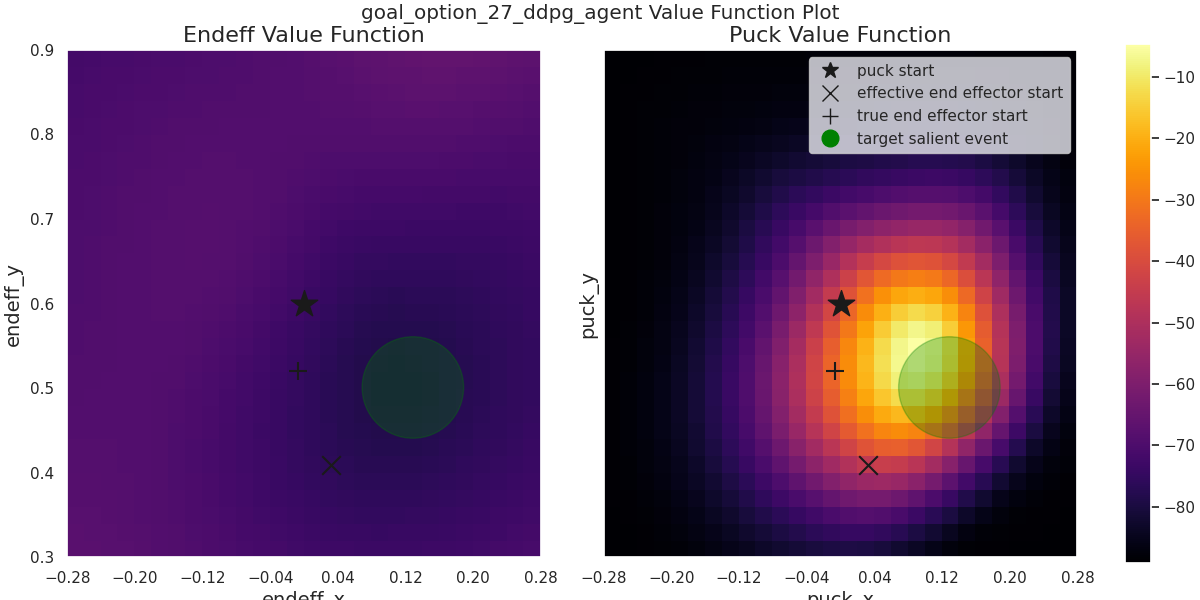 goal_option_27_ddpg_agent Value Function Plot
Endeff Value Function
Puck Value Function
puck start
effective end effector start
true end effector start
target salient event
endeff_y
0.9
0.8
0.7
0.6
0.5
0.4
0.3
−0.28 −0.20 −0.12 −0.04 0.04 0.12 0.20 0.28
endeff_x
puck_y
−0.28 −0.20 −0.12 −0.04 0.04 0.12 0.20 0.28
puck_x
−10
−20
−30
−40
−50
−60
−70
−80